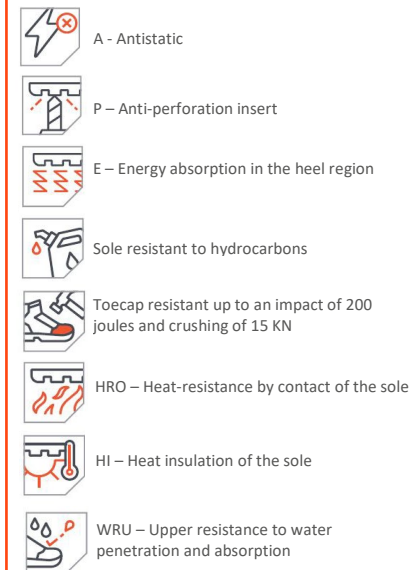 A - Antistatic
P – Anti-perforation insert
E – Energy absorption in the heel region
Sole resistant to hydrocarbons
Toecap resistant up to an impact of 200
joules and crushing of 15 KN
HRO – Heat-resistance by contact of the sole
HI – Heat insulation of the sole
WRU – Upper resistance to water
penetration and absorption